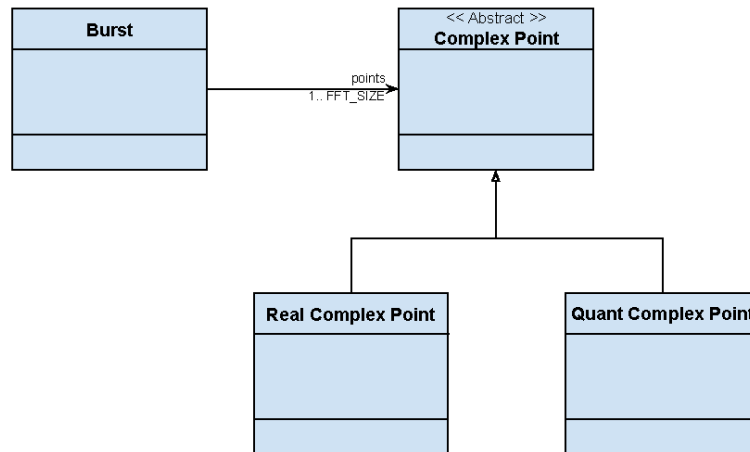 Burst
<< Abstract >>
Complex Point
points
1.. FFT_SIZE
Real Complex Point
Quant Complex Point